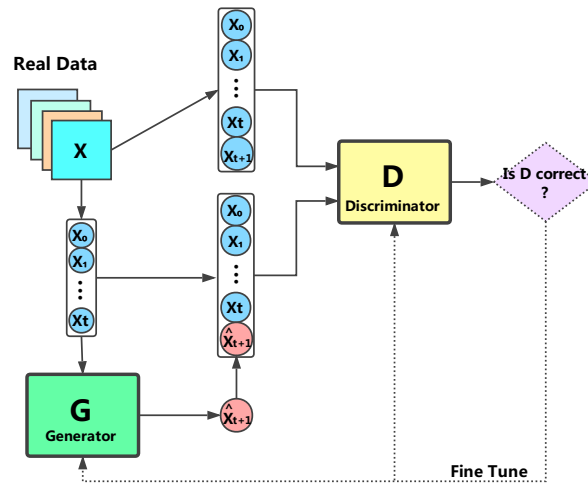 Real Data
X
X₀
X₁
⋮
Xt
Xₜ₊₁
X₀
X₁
⋮
Xt
X₀
X₁
⋮
Xt
X̂ₜ₊₁
G
Generator
X̂ₜ₊₁
D
Discriminator
Is D correct
?
Fine Tune